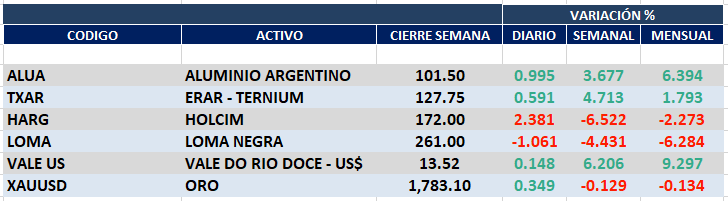 VARIACIÓN %
CODIGO ACTIVO CIERRE SEMANA DIARIO SEMANAL MENSUAL
ALUA ALUMINIO ARGENTINO 101.50 0.995 3.677 6.394
TXAR ERAR - TERNIUM 127.75 0.591 4.713 1.793
HARG HOLCIM 172.00 2.381 -6.522 -2.273
LOMA LOMA NEGRA 261.00 -1.061 -4.431 -6.284
VALE US VALE DO RIO DOCE - US$ 13.52 0.148 6.206 9.297
XAUUSD ORO 1,783.10 0.349 -0.129 -0.134